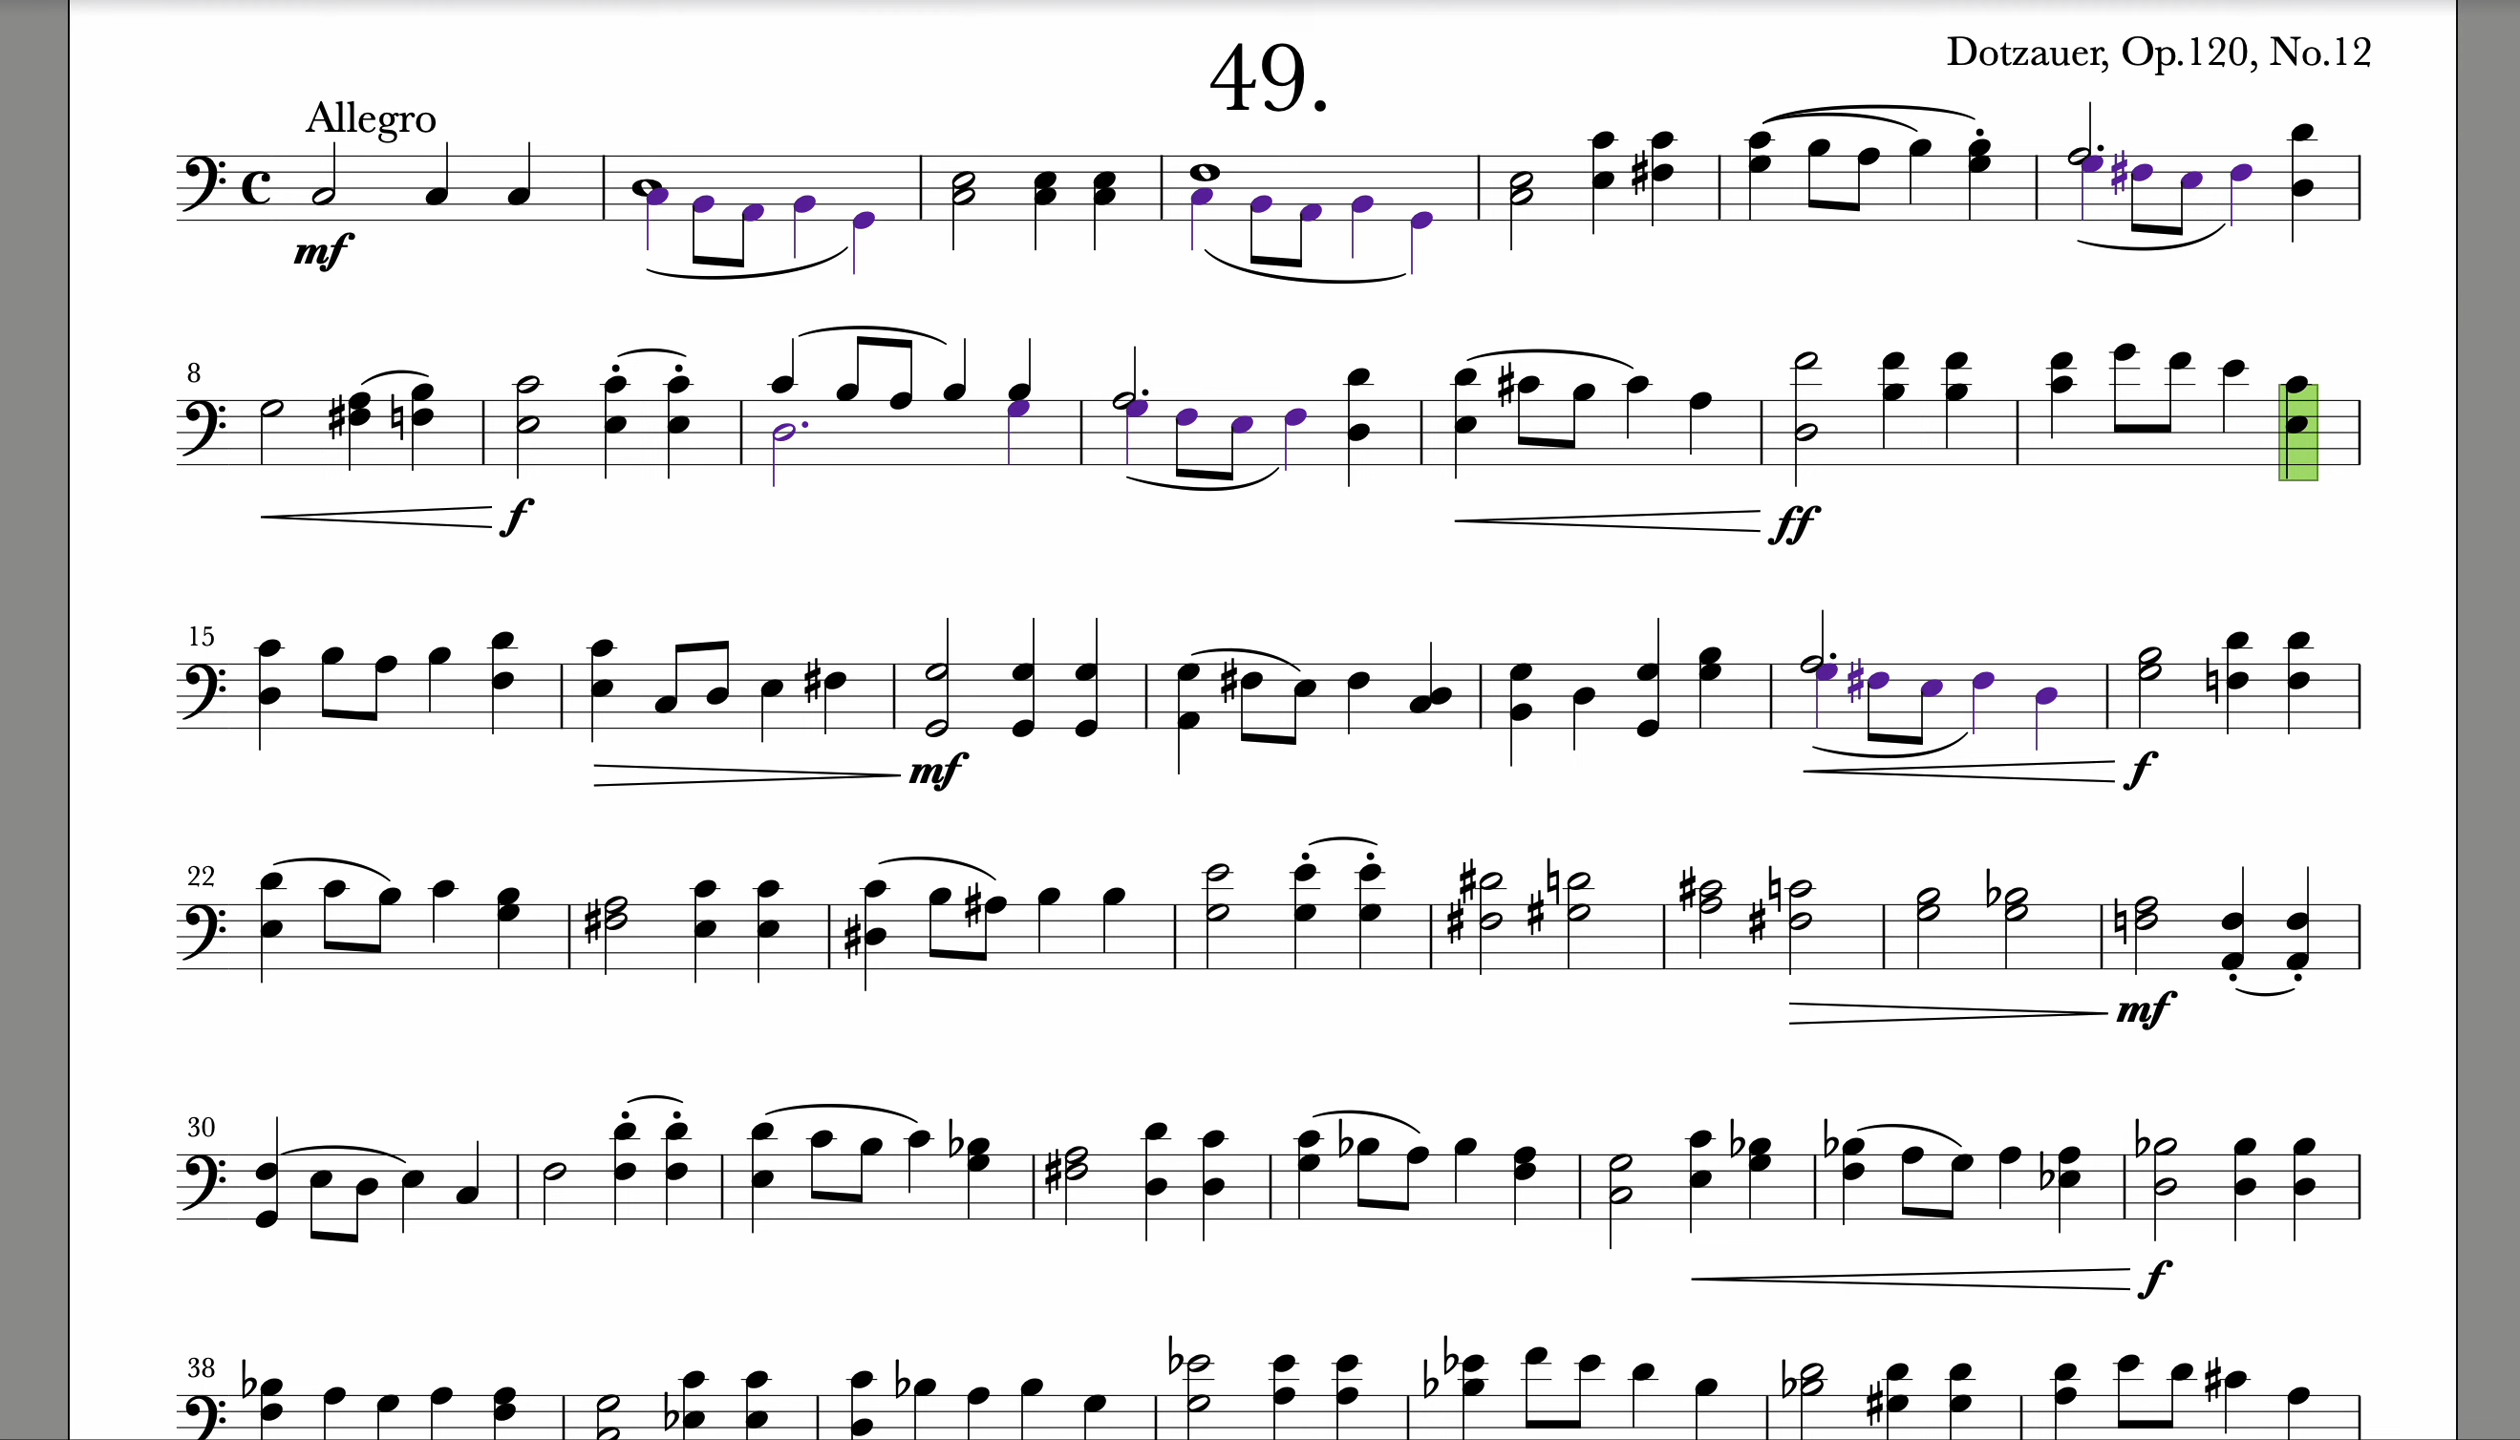 49.
Dotzauer, Op.120, No.12
Allegro
mf
8
f
ff
15
mf
f
22
mf
30
f
38